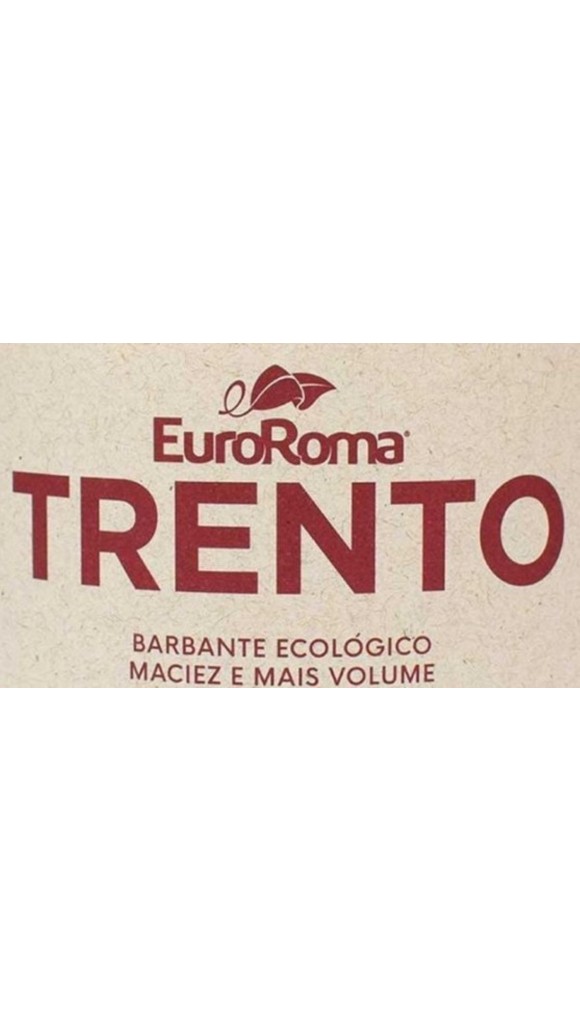 EuroRoma®
TRENTO
BARBANTE ECOLÓGICO
MACIEZ E MAIS VOLUME